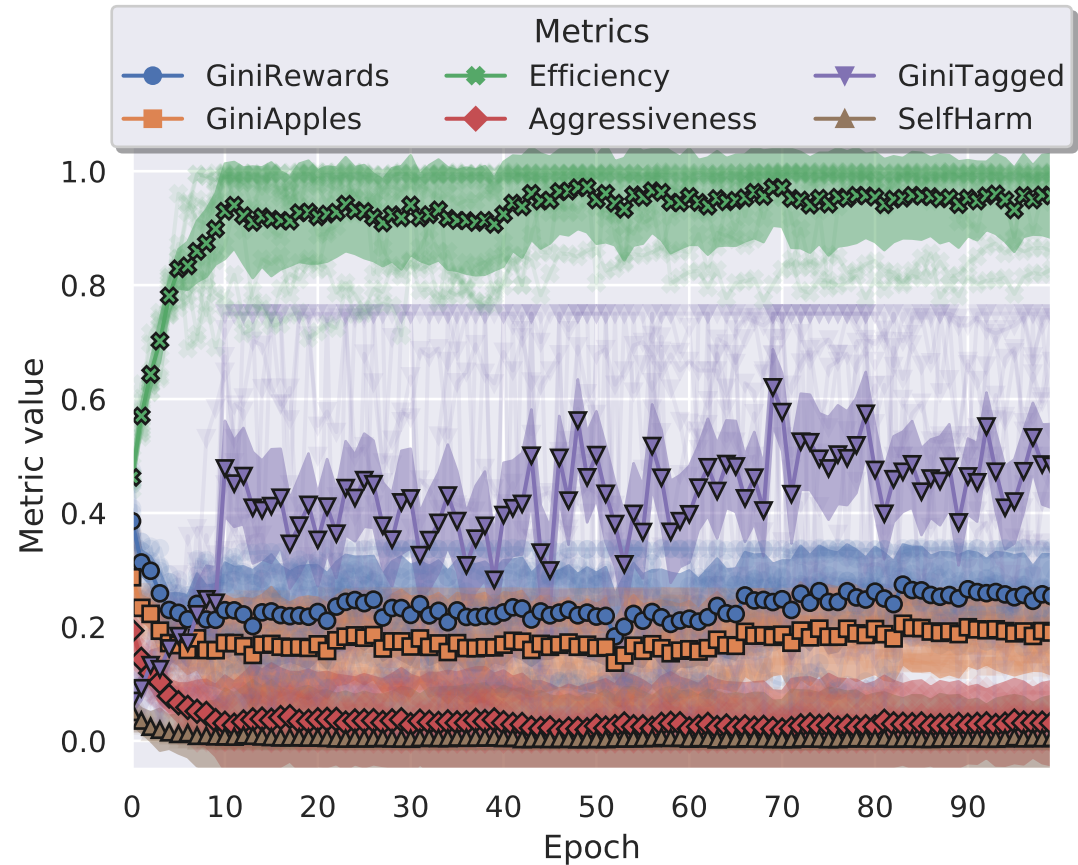 Metrics
GiniRewards Efficiency GiniTagged
GiniApples Aggressiveness SelfHarm
1.0
0.8
0.6
0.4
0.2
0.0
Metric value
0 10 20 30 40 50 60 70 80 90
Epoch